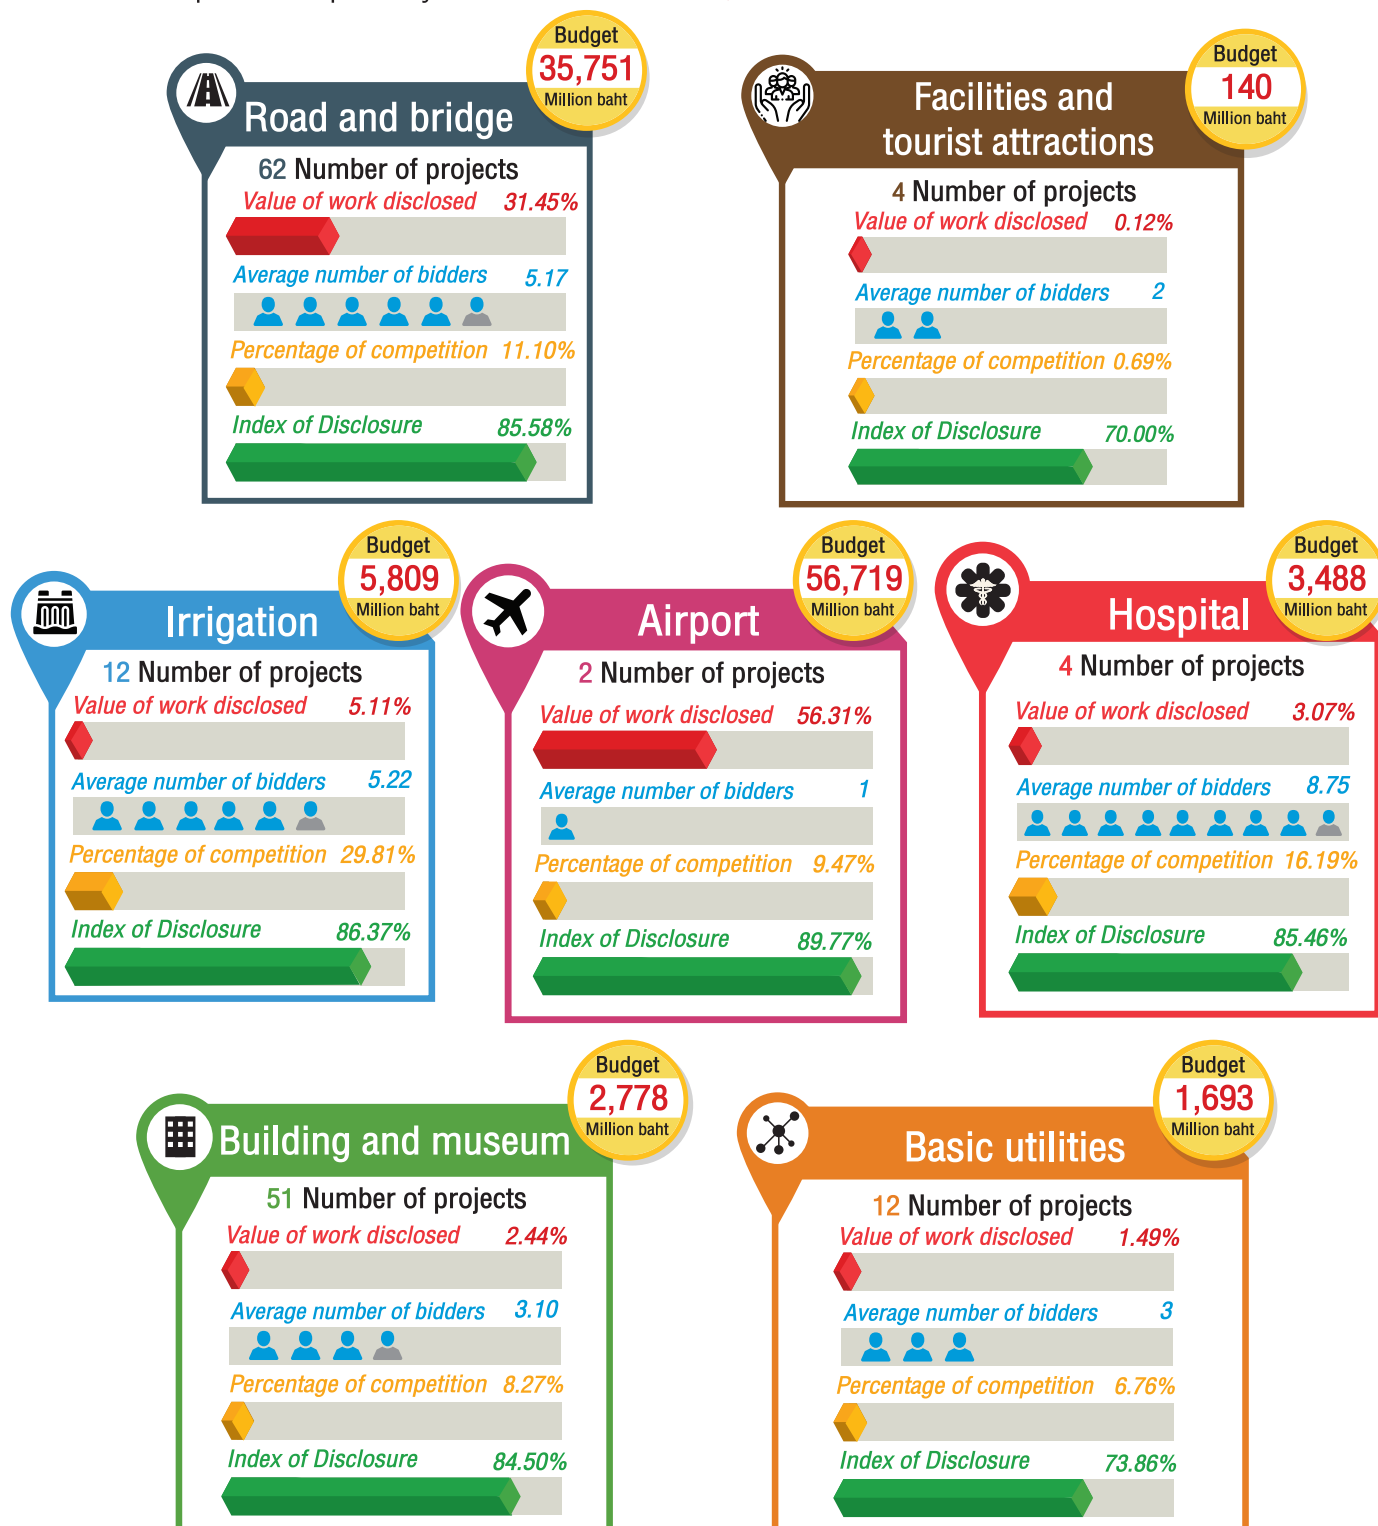 Budget
35,751
Million baht
Road and bridge
62 Number of projects
Value of work disclosed 31.45%
Average number of bidders 5.17
Percentage of competition 11.10%
Index of Disclosure 85.58%
Budget
140
Million baht
Facilities and
tourist attractions
4 Number of projects
Value of work disclosed 0.12%
Average number of bidders 2
Percentage of competition 0.69%
Index of Disclosure 70.00%
Budget
5,809
Million baht
Irrigation
12 Number of projects
Value of work disclosed 5.11%
Average number of bidders 5.22
Percentage of competition 29.81%
Index of Disclosure 86.37%
Budget
56,719
Million baht
Airport
2 Number of projects
Value of work disclosed 56.31%
Average number of bidders 1
Percentage of competition 9.47%
Index of Disclosure 89.77%
Budget
3,488
Million baht
Hospital
4 Number of projects
Value of work disclosed 3.07%
Average number of bidders 8.75
Percentage of competition 16.19%
Index of Disclosure 85.46%
Budget
2,778
Million baht
Building and museum
51 Number of projects
Value of work disclosed 2.44%
Average number of bidders 3.10
Percentage of competition 8.27%
Index of Disclosure 84.50%
Budget
1,693
Million baht
Basic utilities
12 Number of projects
Value of work disclosed 1.49%
Average number of bidders 3
Percentage of competition 6.76%
Index of Disclosure 73.86%